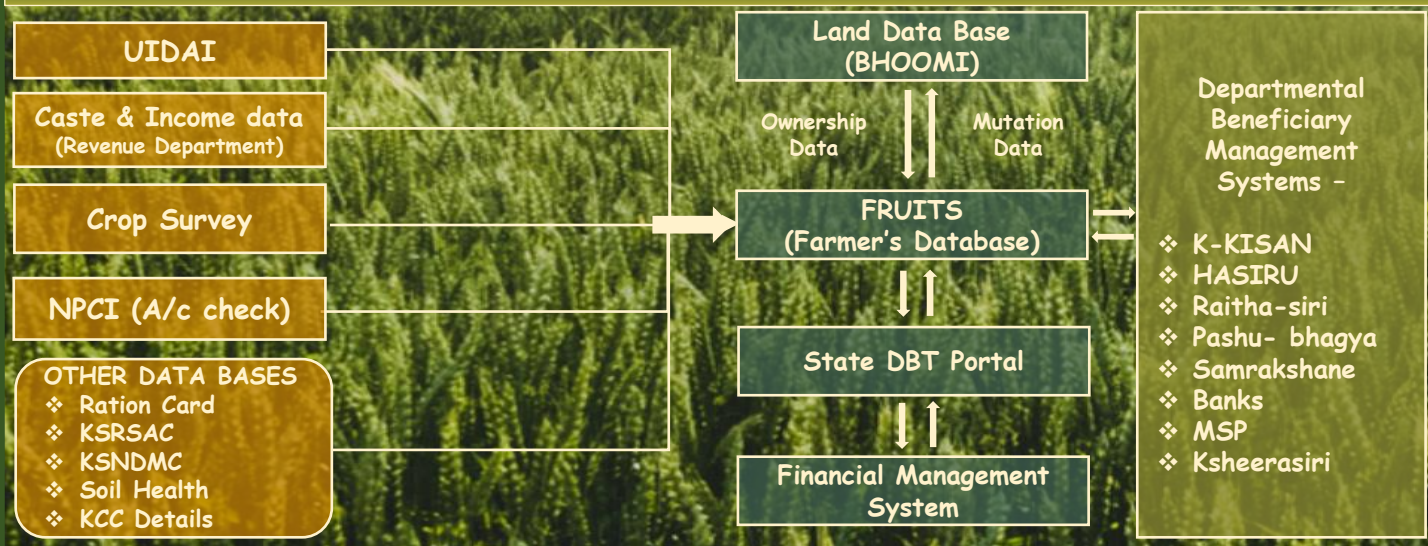 UIDAI
Caste & Income data
(Revenue Department)
Crop Survey
NPCI (A/c check)
OTHER DATA BASES
❖ Ration Card
❖ KSRSAC
❖ KSNDMC
❖ Soil Health
❖ KCC Details
Land Data Base
(BHOOMI)
Ownership
Data
Mutation
Data
FRUITS
(Farmer's Database)
State DBT Portal
Financial Management
System
Departmental
Beneficiary
Management
Systems –
❖ K-KISAN
❖ HASIRU
❖ Raitha-siri
❖ Pashu- bhagya
❖ Samrakshane
❖ Banks
❖ MSP
❖ Ksheerasiri